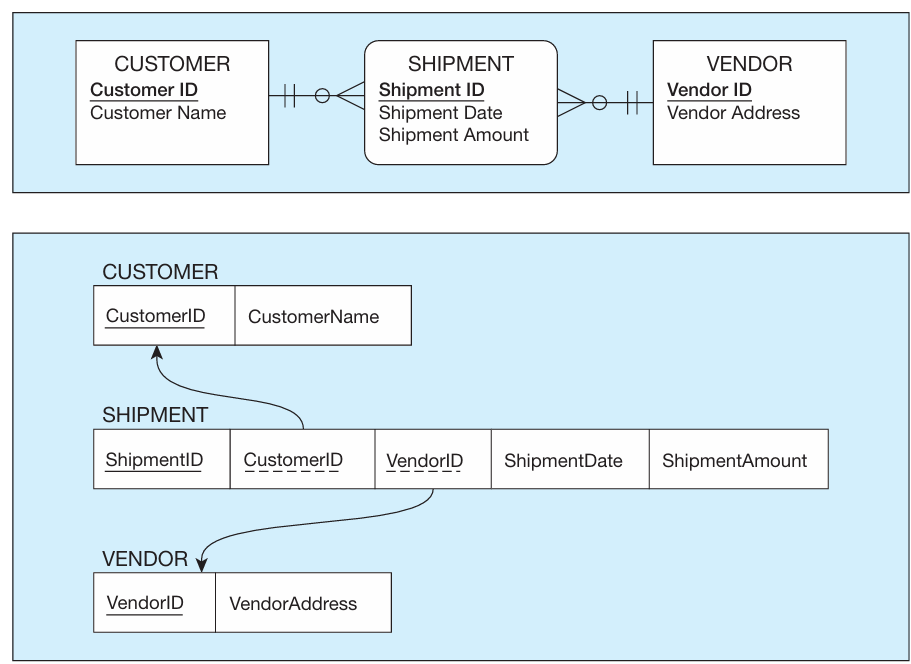 CUSTOMER
Customer ID
Customer Name
SHIPMENT
Shipment ID
Shipment Date
Shipment Amount
VENDOR
Vendor ID
Vendor Address
CUSTOMER
CustomerID CustomerName
SHIPMENT
ShipmentID CustomerID VendorID ShipmentDate ShipmentAmount
VENDOR
VendorID VendorAddress